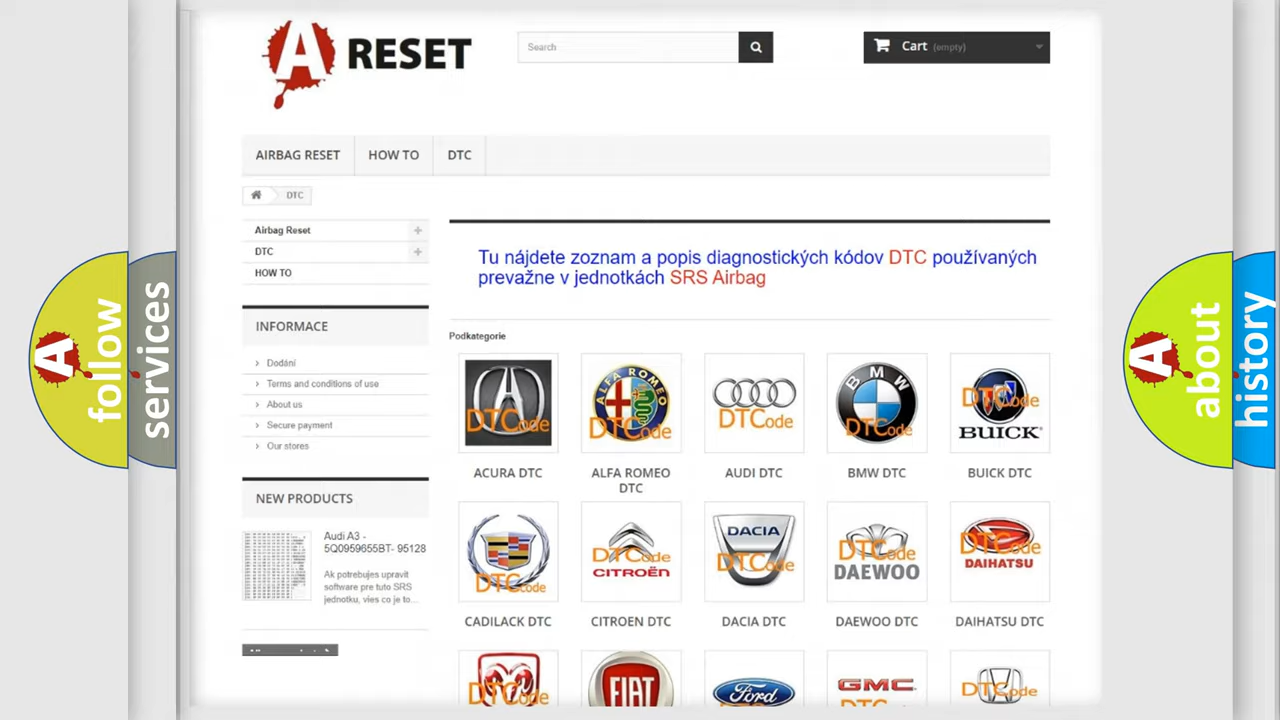 A RESET
Search
Cart (empty)
AIRBAG RESET
HOW TO
DTC
DTC
Airbag Reset
DTC
HOW TO
INFORMACE
Dodání
Terms and conditions of use
About us
Secure payment
Our stores
NEW PRODUCTS
Audi A3 -
5Q0959655BT- 95128
Ak potrebujes upravit
software pre tuto SRS
jednotku, vies co je to...
Tu nájdete zoznam a popis diagnostických kódov DTC používaných
prevažne v jednotkách SRS Airbag
Podkategorie
DTCode
ALFA ROMEO
DTCode
DTCode
BMW
DTCode
DTCode
BUICK
ACURA DTC
ALFA ROMEO
DTC
AUDI DTC
BMW DTC
BUICK DTC
DTCode
DTCode
CITROËN
DACIA
DTCode
DTCode
DAEWOO
DTCode
DAIHATSU
CADILACK DTC
CITROEN DTC
DACIA DTC
DAEWOO DTC
DAIHATSU DTC
DTCode
FIAT
Ford
GMC
DTCode
A follow
services
A about
history